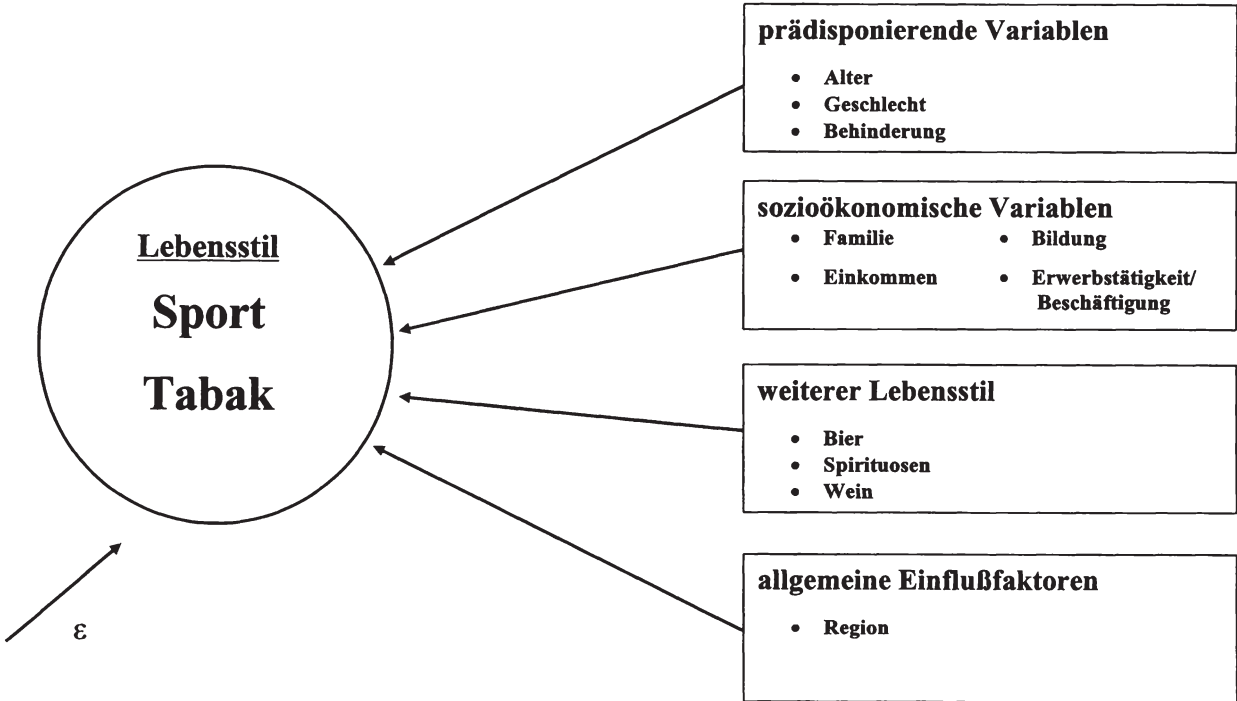 prädisponierende Variablen
• Alter
• Geschlecht
• Behinderung
sozioökonomische Variablen
• Familie
• Bildung
• Einkommen
• Erwerbstätigkeit/
Beschäftigung
Lebensstil
Sport
Tabak
weiterer Lebensstil
• Bier
• Spirituosen
• Wein
allgemeine Einflußfaktoren
• Region
ε